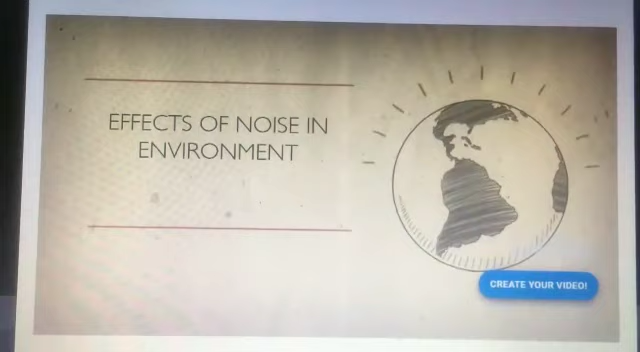 EFFECTS OF NOISE IN
ENVIRONMENT
CREATE YOUR VIDEO!